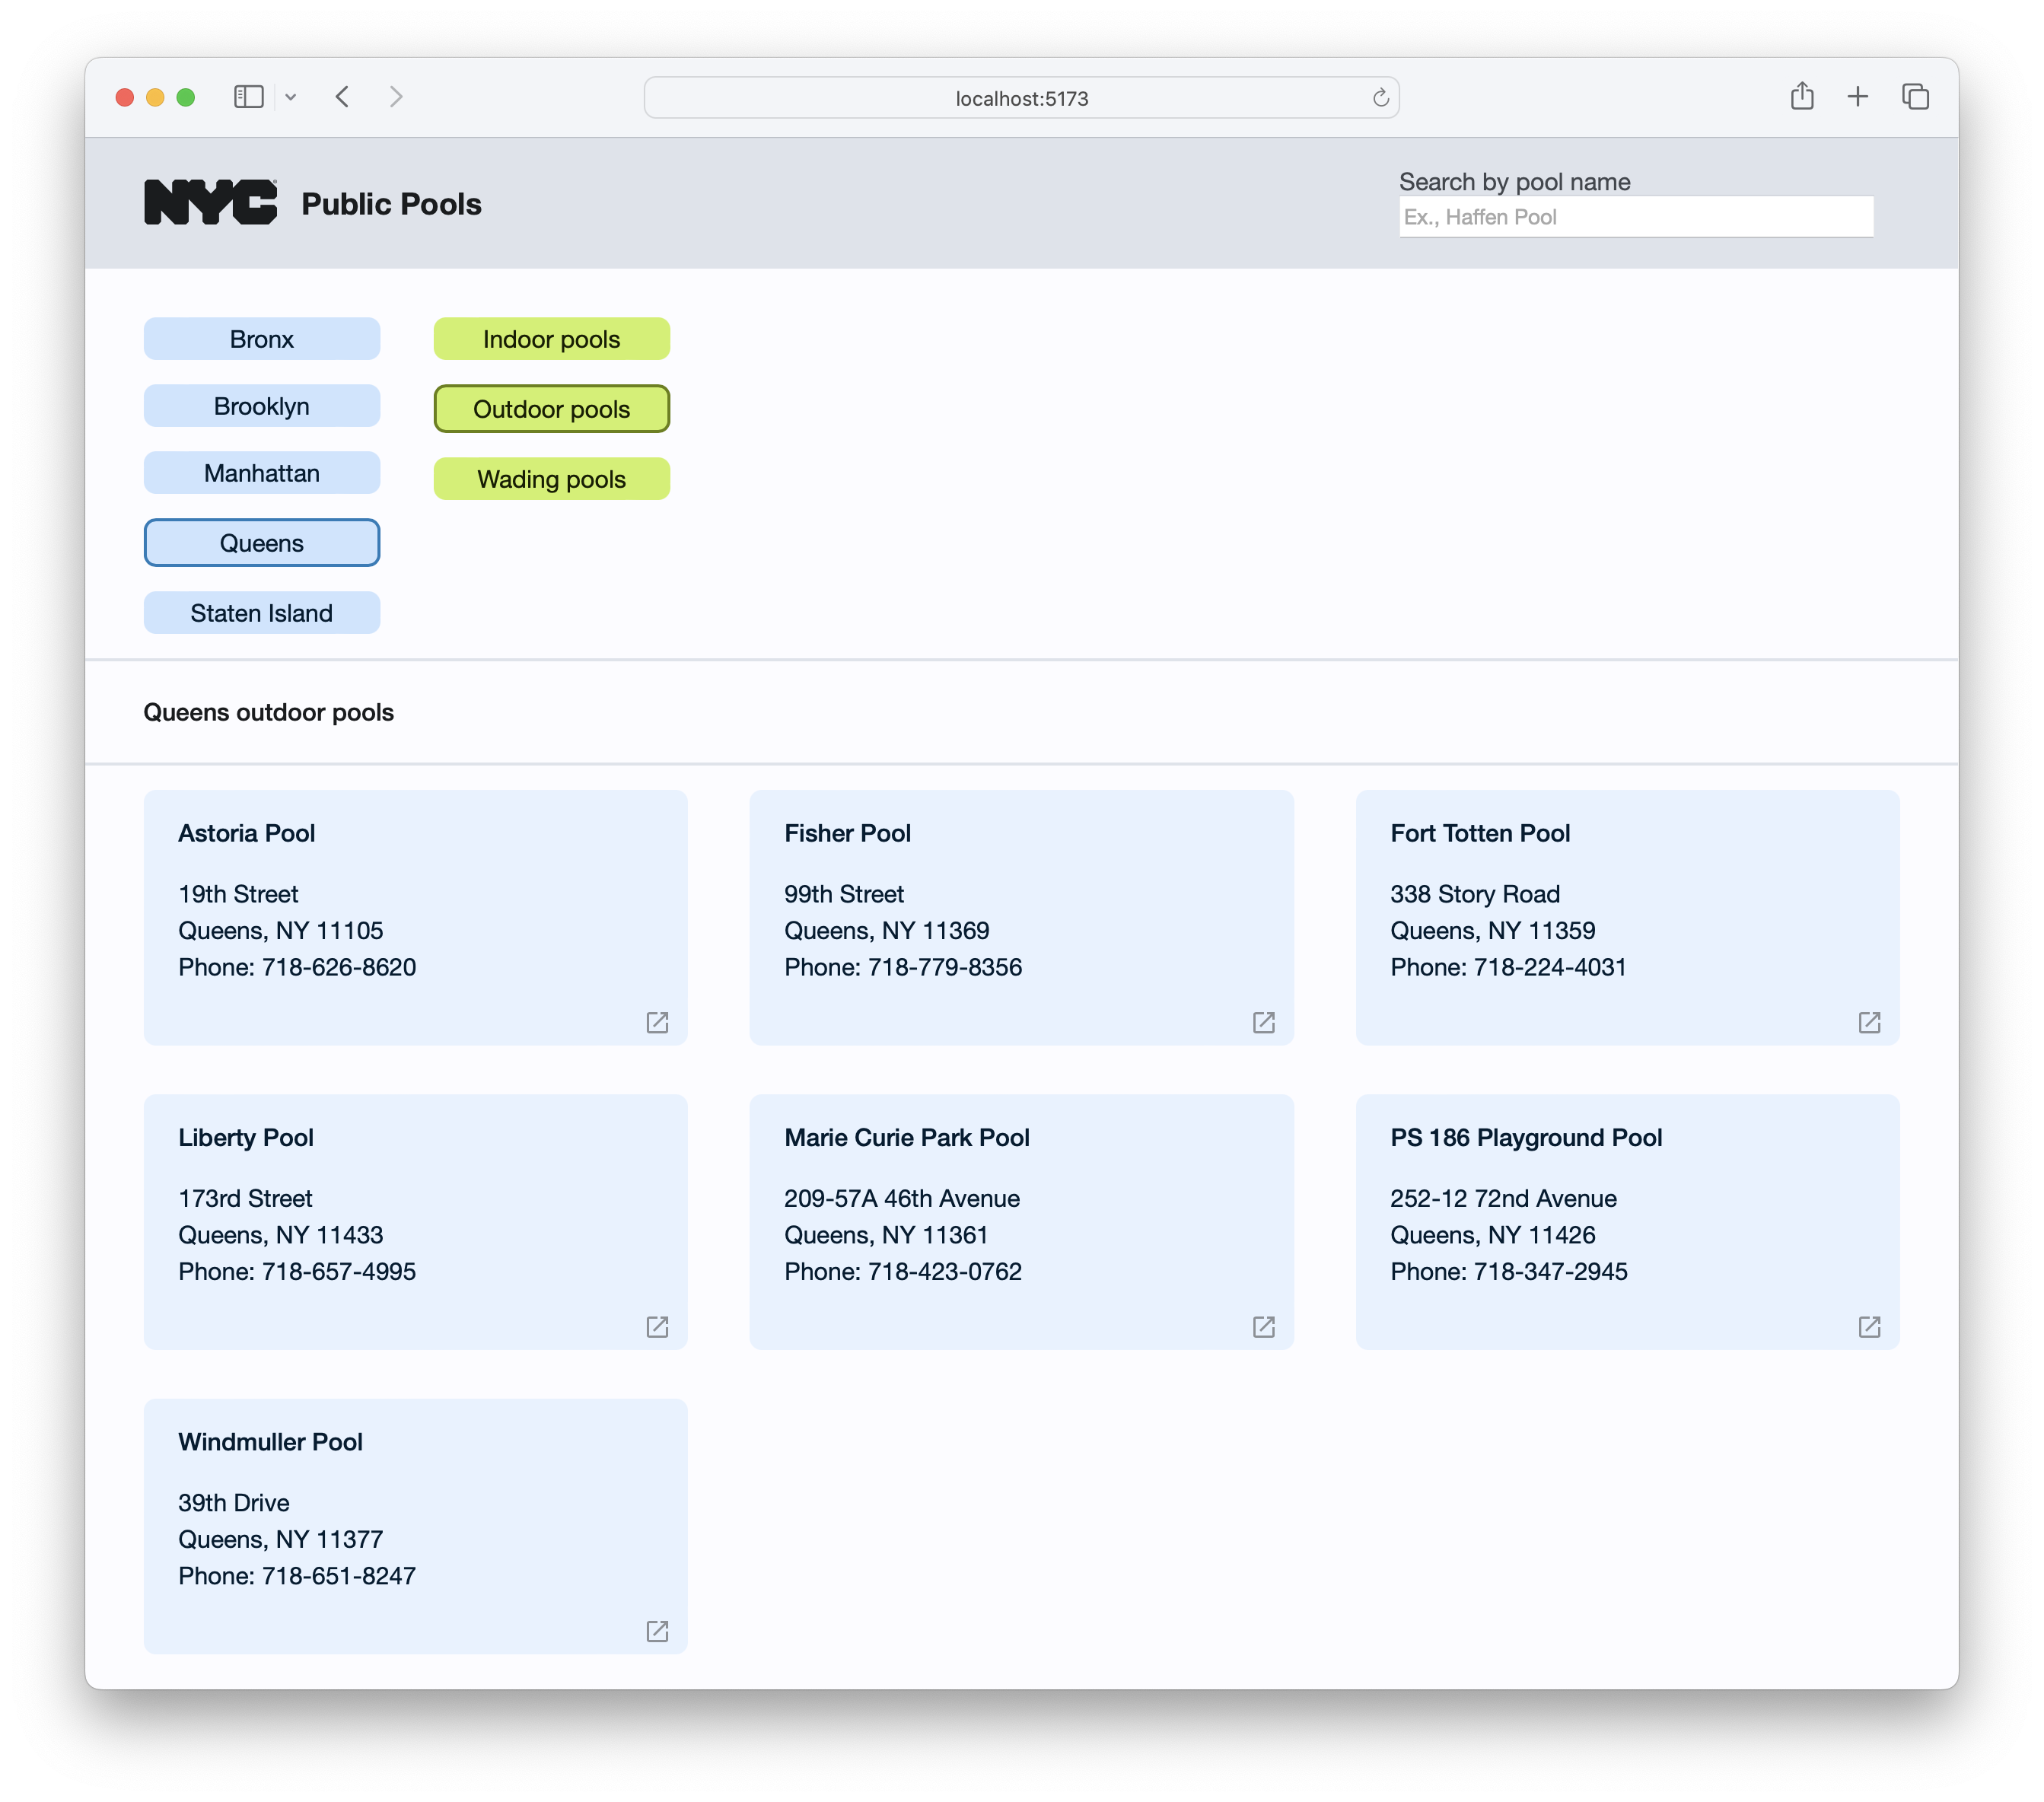 localhost:5173
NYC
Public Pools
Search by pool name
Ex., Haffen Pool
Bronx
Brooklyn
Manhattan
Queens
Staten Island
Indoor pools
Outdoor pools
Wading pools
Queens outdoor pools
Astoria Pool
19th Street
Queens, NY 11105
Phone: 718-626-8620
Fisher Pool
99th Street
Queens, NY 11369
Phone: 718-779-8356
Fort Totten Pool
338 Story Road
Queens, NY 11359
Phone: 718-224-4031
Liberty Pool
173rd Street
Queens, NY 11433
Phone: 718-657-4995
Marie Curie Park Pool
209-57A 46th Avenue
Queens, NY 11361
Phone: 718-423-0762
PS 186 Playground Pool
252-12 72nd Avenue
Queens, NY 11426
Phone: 718-347-2945
Windmuller Pool
39th Drive
Queens, NY 11377
Phone: 718-651-8247